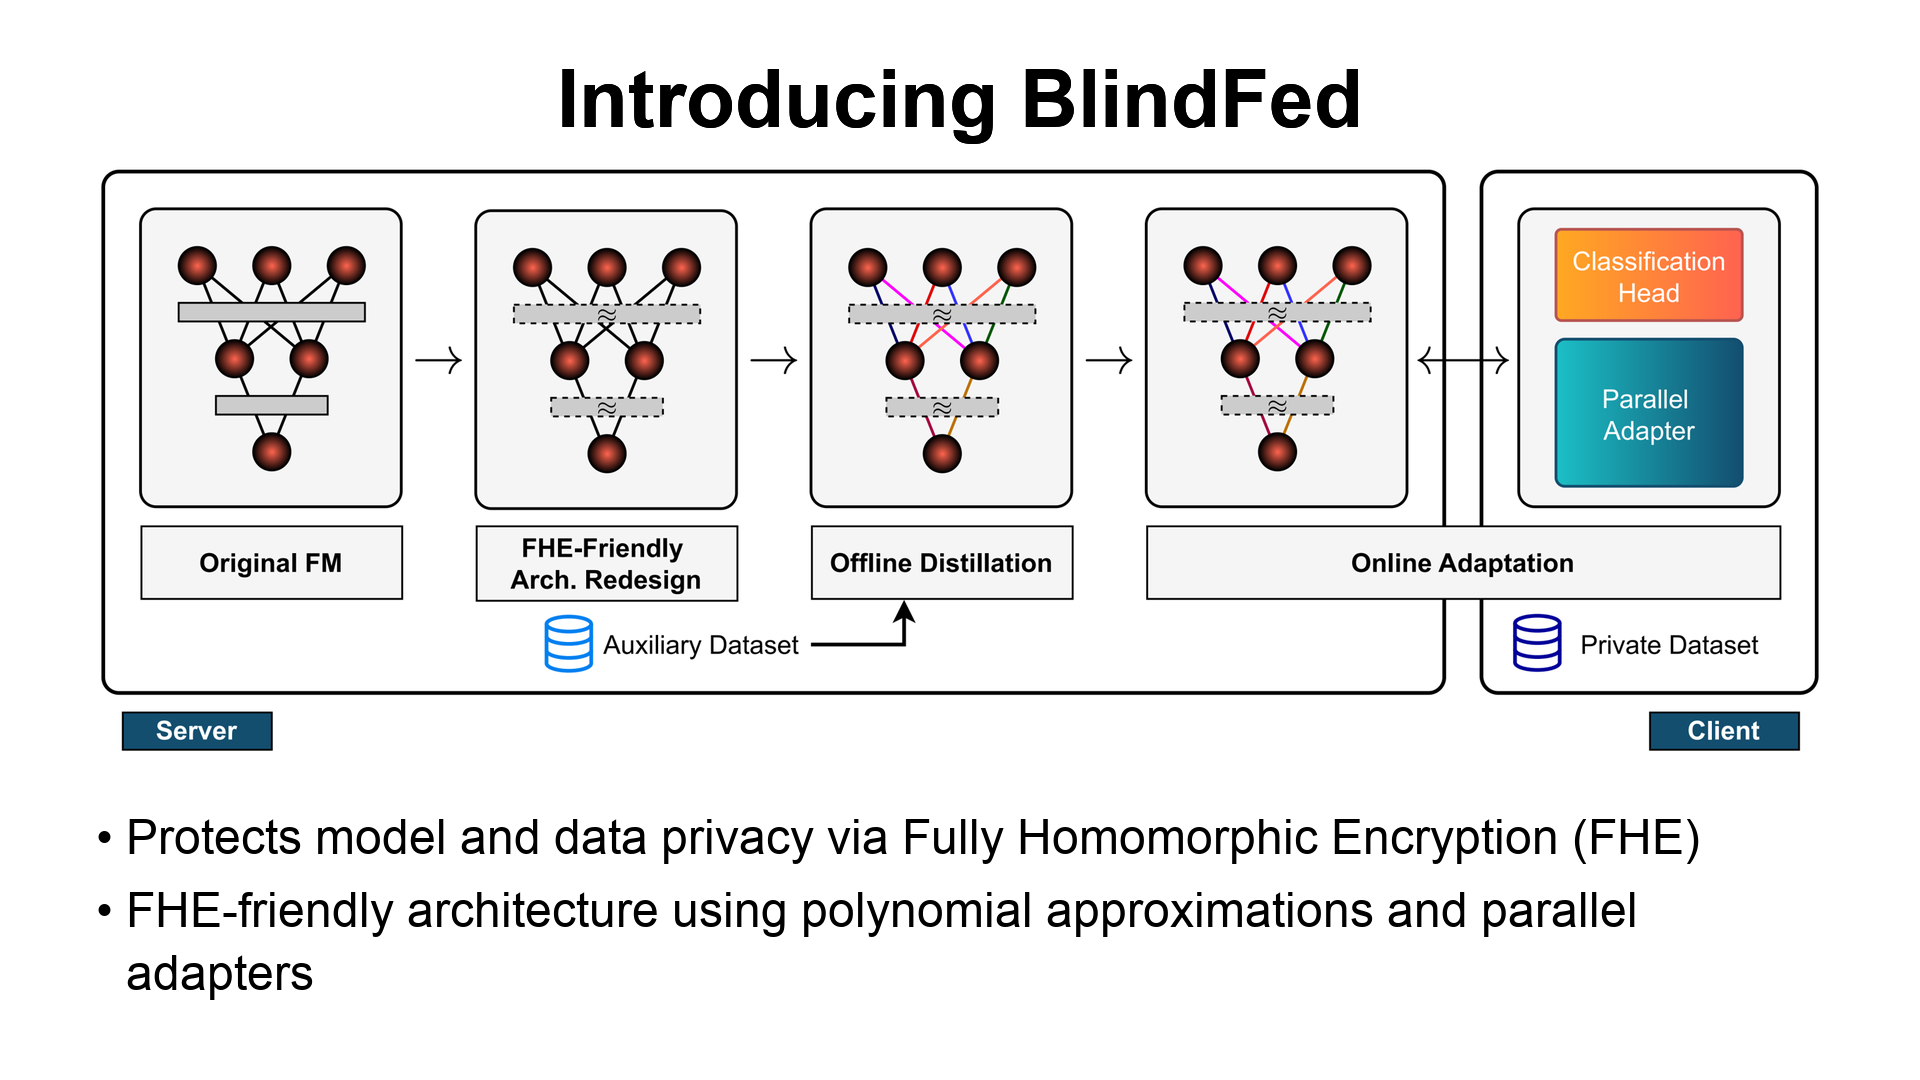 Introducing BlindFed
≈
≈
≈
≈
≈
≈
Classification
Head
Parallel
Adapter
Original FM
FHE-Friendly
Arch. Redesign
Offline Distillation
Online Adaptation
Auxiliary Dataset
Private Dataset
Server
Client
• Protects model and data privacy via Fully Homomorphic Encryption (FHE)
• FHE-friendly architecture using polynomial approximations and parallel
adapters